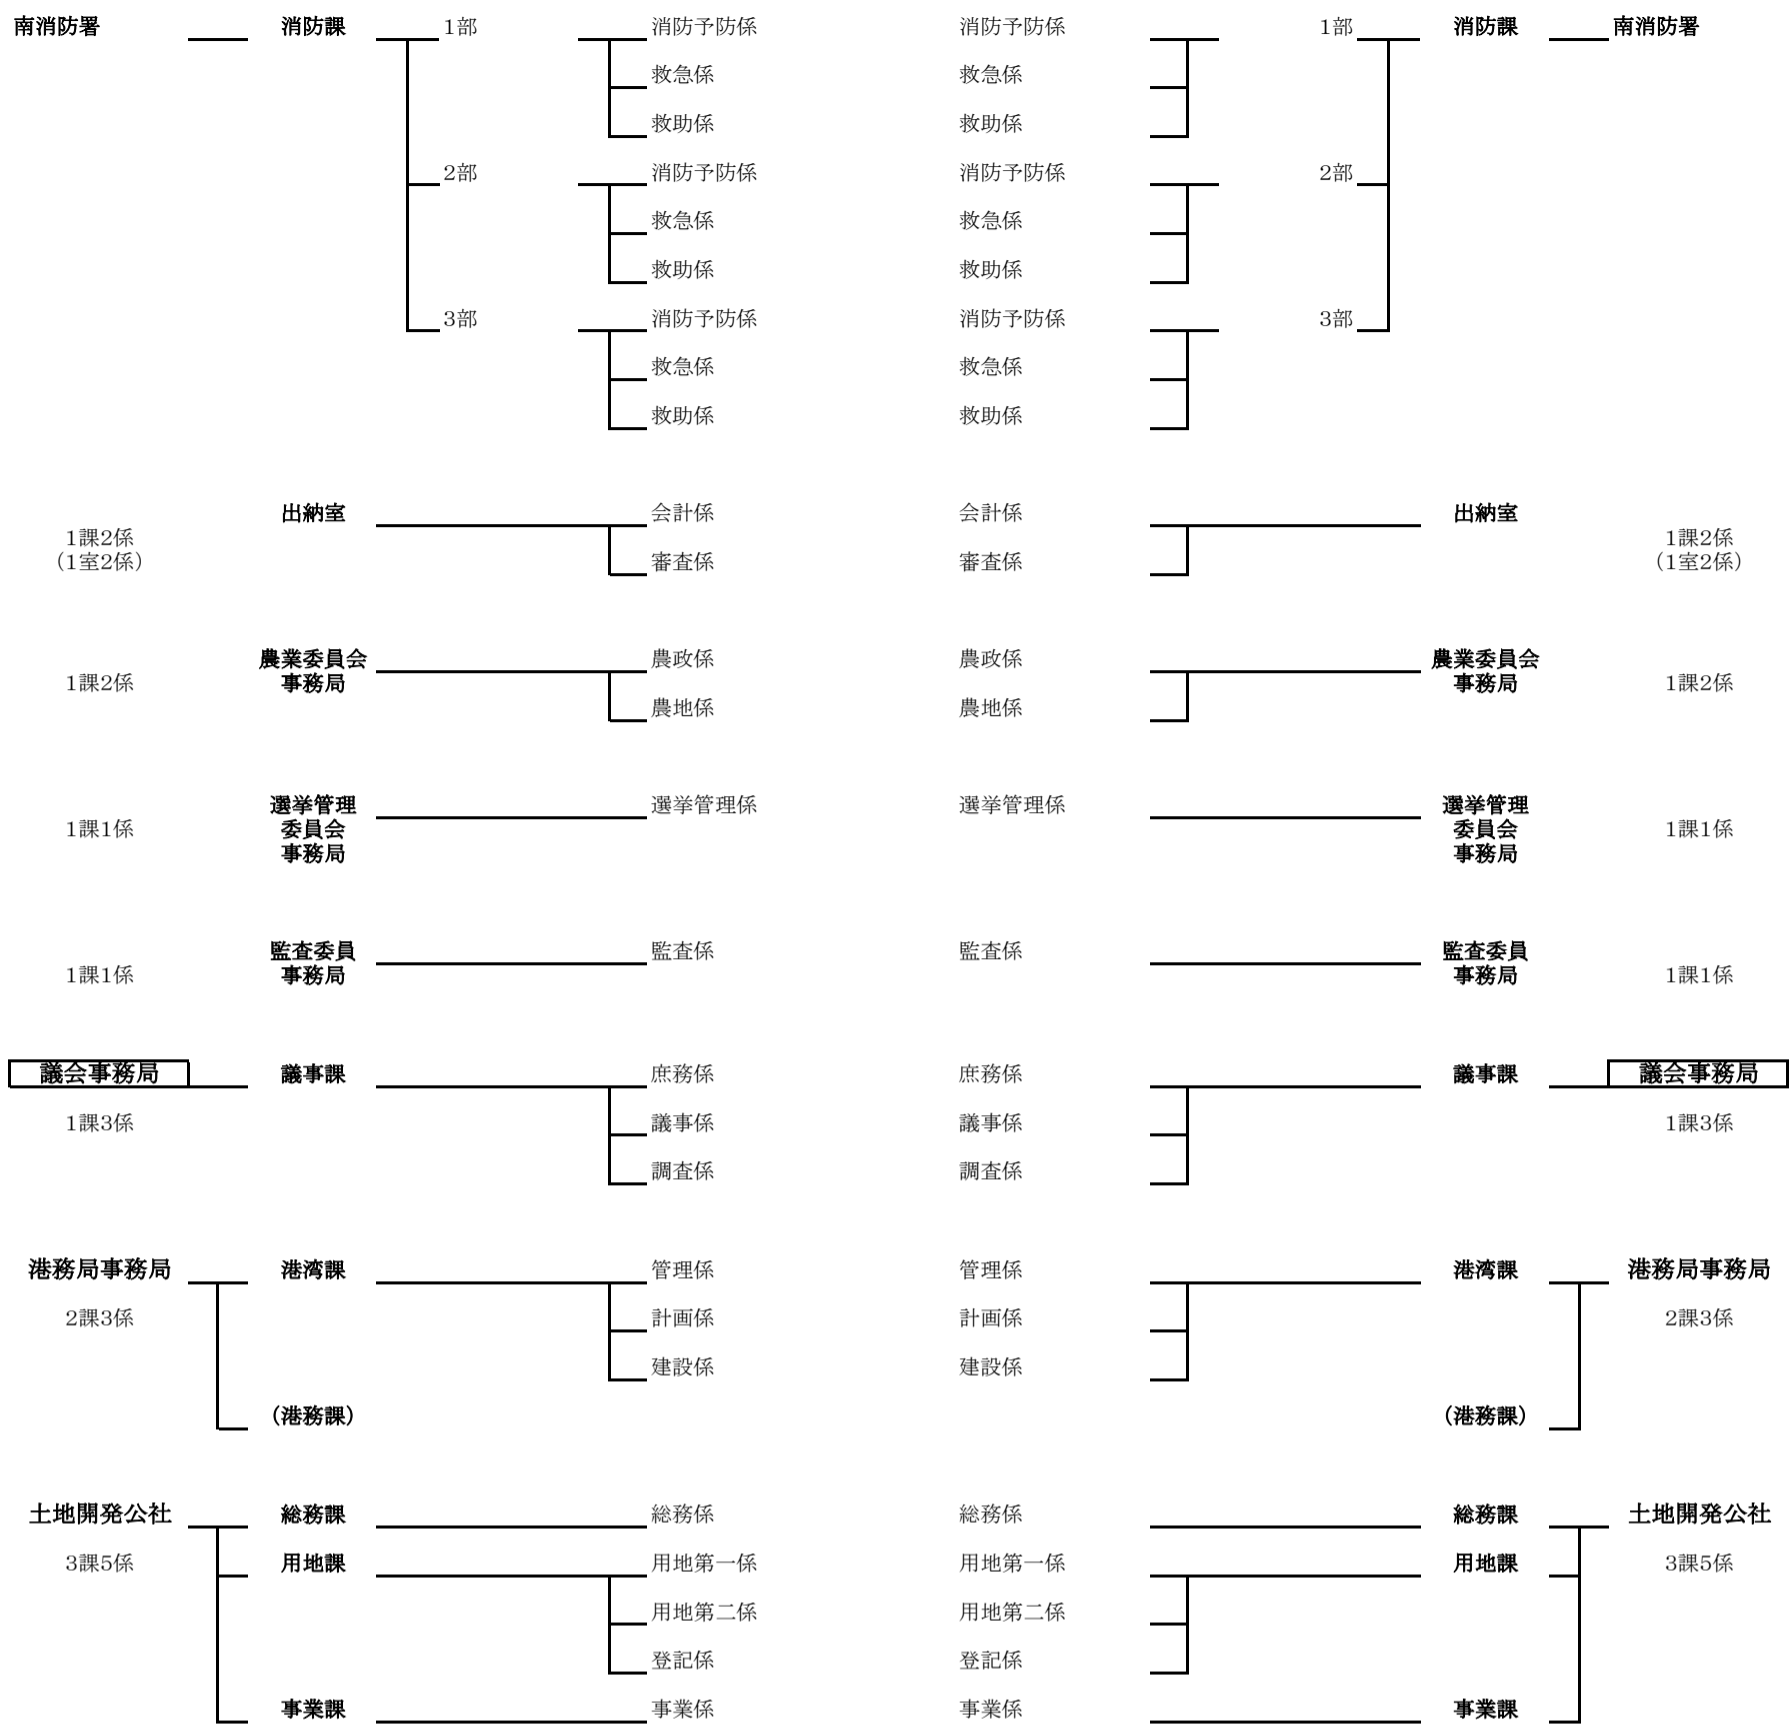 南消防署 消防課 1部 消防予防係 消防予防係 1部 消防課 南消防署
救急係 救急係
救助係 救助係
2部 消防予防係 消防予防係 2部
救急係 救急係
救助係 救助係
3部 消防予防係 消防予防係 3部
救急係 救急係
救助係 救助係
出納室 会計係 会計係 出納室
1課2係 1課2係
（1室2係） 審査係 審査係 （1室2係）
農業委員会 農政係 農政係 農業委員会
1課2係 事務局 事務局 1課2係
農地係 農地係
選挙管理 選挙管理係 選挙管理係 選挙管理
1課1係 委員会 委員会 1課1係
事務局 事務局
監査委員 監査係 監査係 監査委員
1課1係 事務局 事務局 1課1係
議会事務局 議事課 庶務係 庶務係 議事課 議会事務局
1課3係 議事係 議事係 1課3係
調査係 調査係
港務局事務局 港湾課 管理係 管理係 港湾課 港務局事務局
2課3係 計画係 計画係 2課3係
建設係 建設係
（港務課） （港務課）
土地開発公社 総務課 総務係 総務係 総務課 土地開発公社
3課5係 用地課 用地第一係 用地第一係 用地課 3課5係
用地第二係 用地第二係
登記係 登記係
事業課 事業係 事業係 事業課